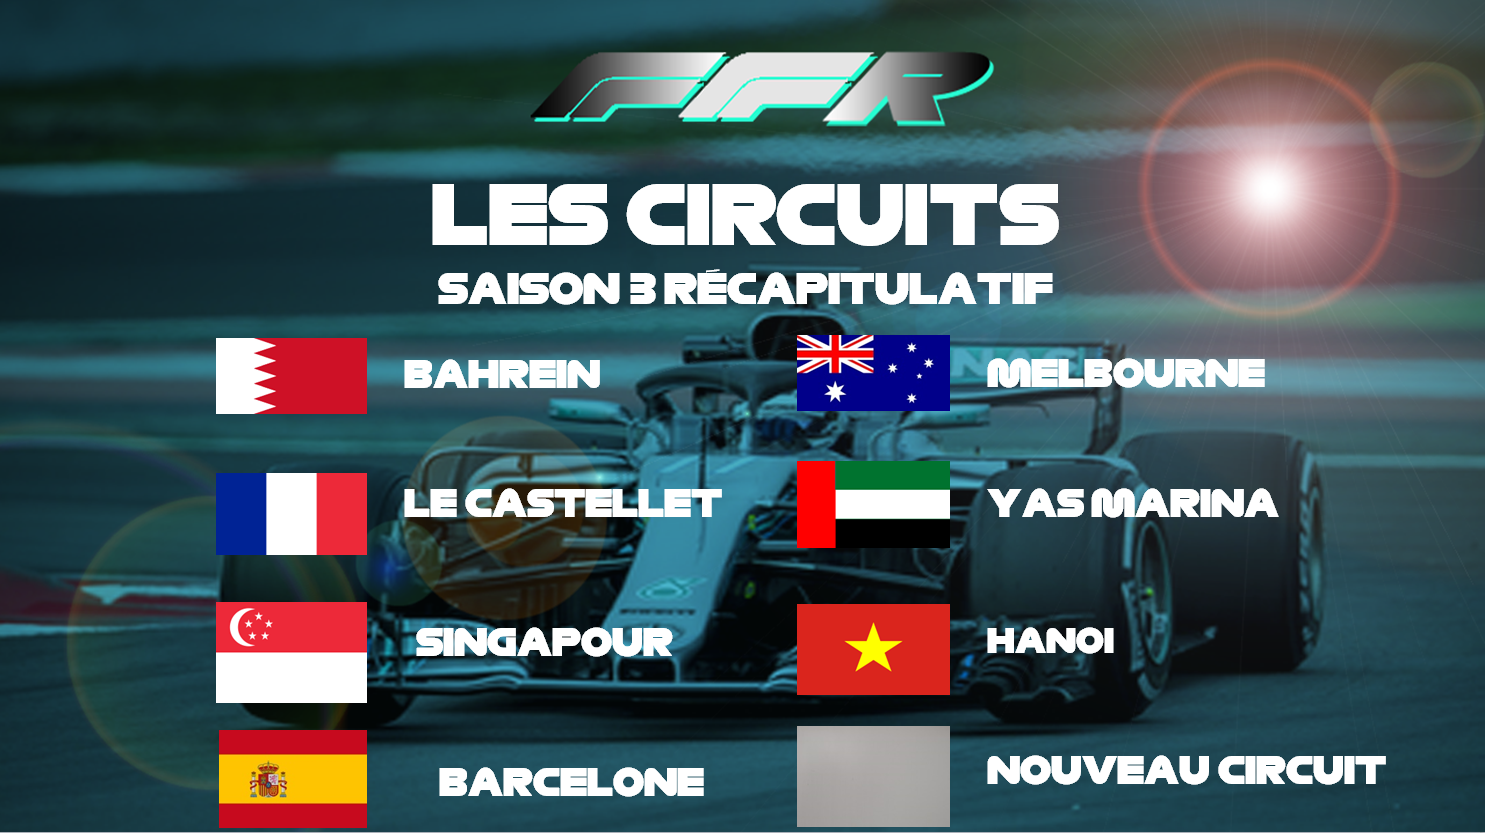 FFR
LES CIRCUITS
SAISON 3 RÉCAPITULATIF
BAHREIN
MELBOURNE
LE CASTELLET
YAS MARINA
SINGAPOUR
HANOI
BARCELONE
NOUVEAU CIRCUIT